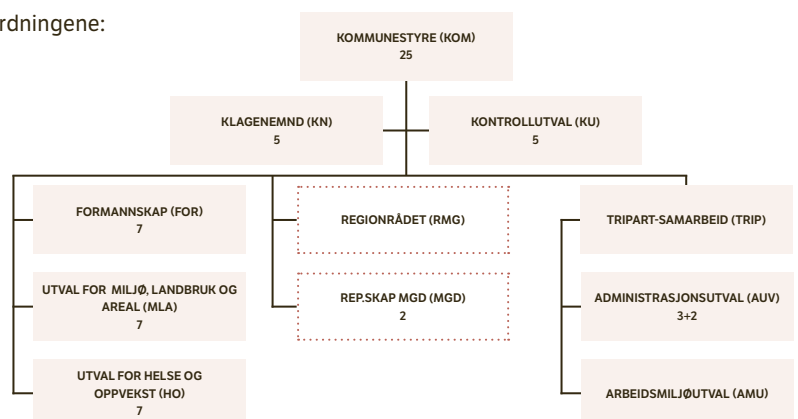 rdningene:
KOMMUNESTYRE (KOM)
25
KLAGENEMND (KN)
5
KONTROLLUTVAL (KU)
5
FORMANNSKAP (FOR)
7
REGIONRÅDET (RMG)
TRIPART-SAMARBEID (TRIP)
UTVAL FOR MILJØ, LANDBRUK OG
AREAL (MLA)
7
REP.SKAP MGD (MGD)
2
ADMINISTRASJONSUTVAL (AUV)
3+2
UTVAL FOR HELSE OG
OPPVEKST (HO)
7
ARBEIDSMILJØUTVAL (AMU)